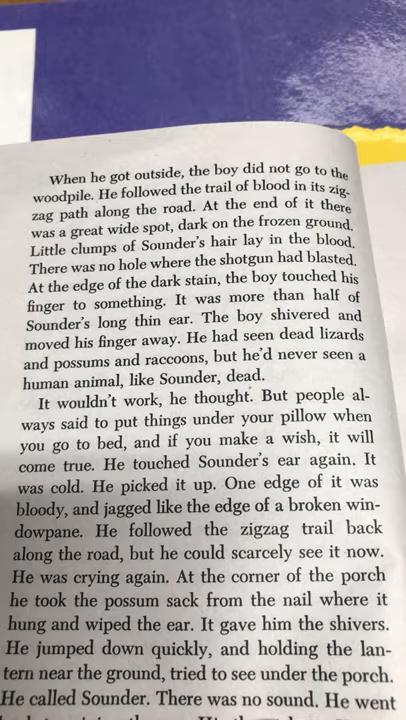 When he got outside, the boy did not go to the
woodpile. He followed the trail of blood in its zig-
zag path along the road. At the end of it there
was a great wide spot, dark on the frozen ground.
Little clumps of Sounder's hair lay in the blood.
There was no hole where the shotgun had blasted.
At the edge of the dark stain, the boy touched his
finger to something. It was more than half of
Sounder's long thin ear. The boy shivered and
moved his finger away. He had seen dead lizards
and possums and raccoons, but he'd never seen a
human animal, like Sounder, dead.
It wouldn't work, he thought. But people al-
ways said to put things under your pillow when
you go to bed, and if you make a wish, it will
come true. He touched Sounder's ear again. It
was cold. He picked it up. One edge of it was
bloody, and jagged like the edge of a broken win-
dowpane. He followed the zigzag trail back
along the road, but he could scarcely see it now.
He was crying again. At the corner of the porch
he took the possum sack from the nail where it
hung and wiped the ear. It gave him the shivers.
He jumped down quickly, and holding the lan-
tern near the ground, tried to see under the porch.
He called Sounder. There was no sound. He went